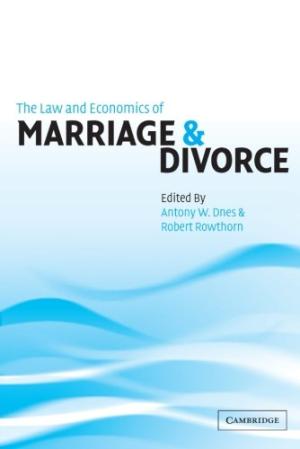 The Law and Economics of
MARRIAGE &
DIVORCE
Edited By
Antony W. Dnes &
Robert Rowthorn
CAMBRIDGE